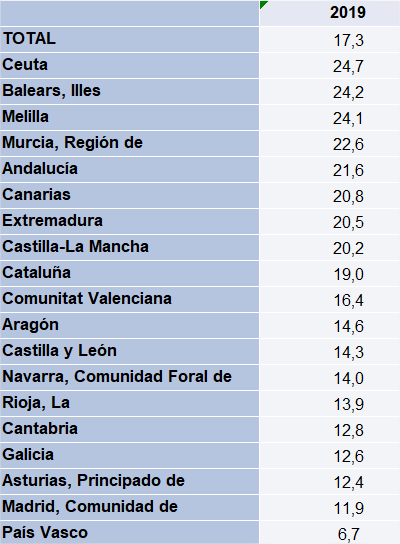 2019
TOTAL 17,3
Ceuta 24,7
Balears, Illes 24,2
Melilla 24,1
Murcia, Región de 22,6
Andalucía 21,6
Canarias 20,8
Extremadura 20,5
Castilla-La Mancha 20,2
Cataluña 19,0
Comunitat Valenciana 16,4
Aragón 14,6
Castilla y León 14,3
Navarra, Comunidad Foral de 14,0
Rioja, La 13,9
Cantabria 12,8
Galicia 12,6
Asturias, Principado de 12,4
Madrid, Comunidad de 11,9
País Vasco 6,7